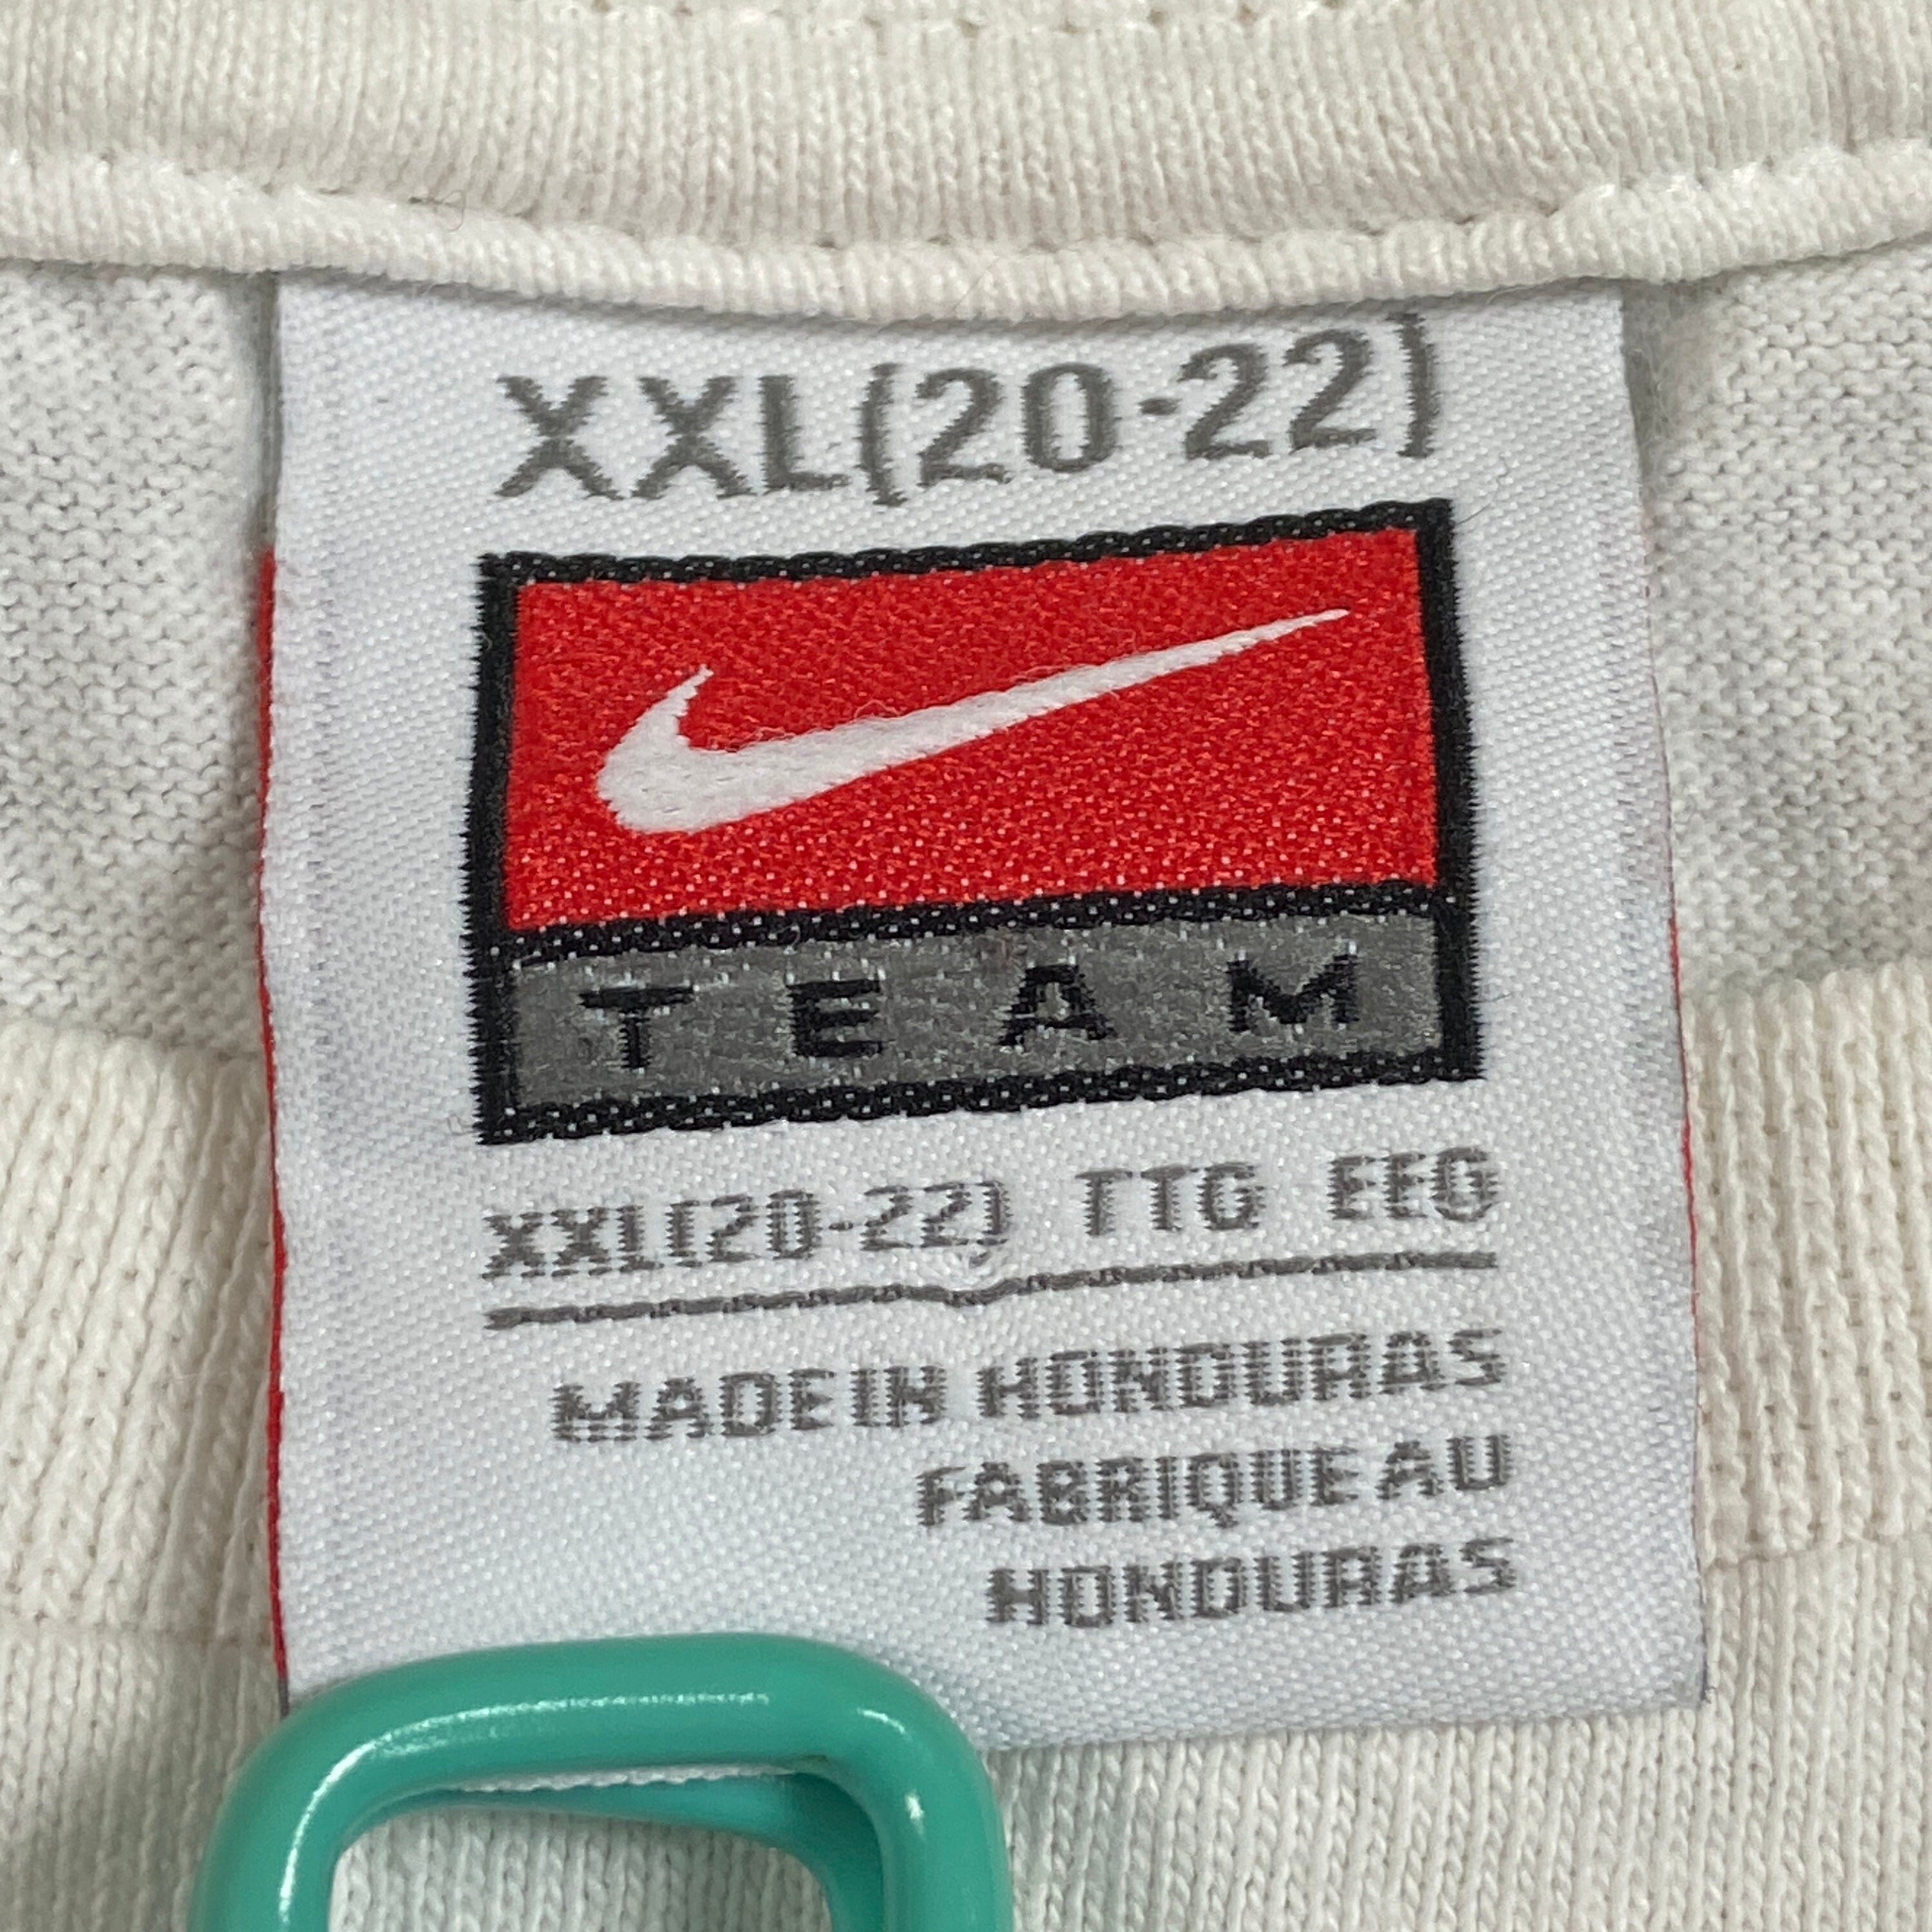 XXL(20-22)
TEAM
XXL(20-22) TTG EEG
MADE IN HONDURAS
FABRIQUE AU
HONDURAS